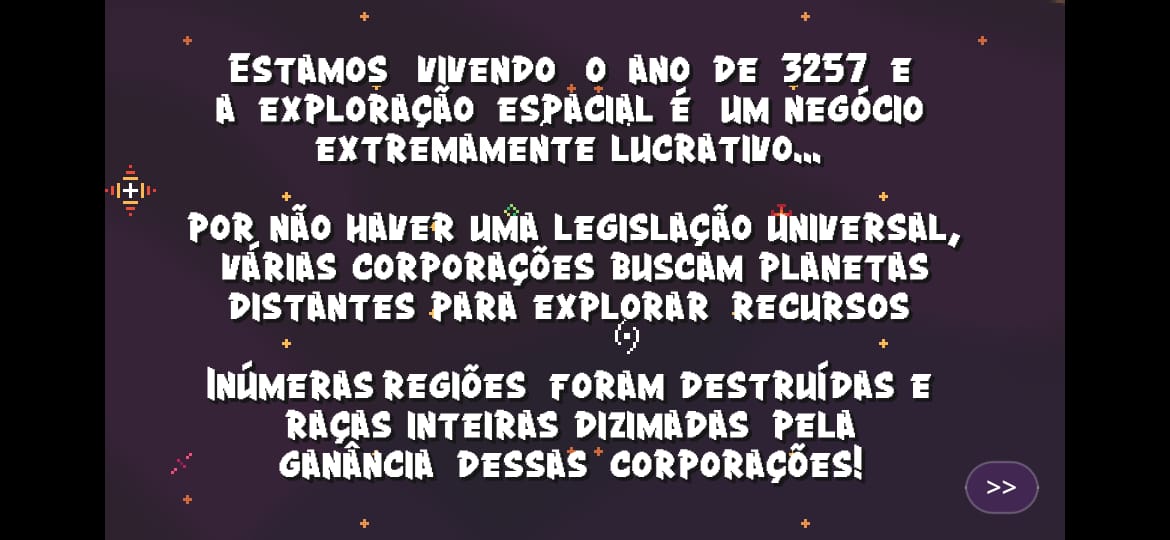 Estamos vivendo o ano de 3257 e
a exploração espacial é um negócio
extremamente lucrativo...
Por não haver uma legislação universal,
várias corporações buscam planetas
distantes para explorar recursos
Inúmeras regiões foram destruídas e
raças inteiras dizimadas pela
ganância dessas corporações!
>>